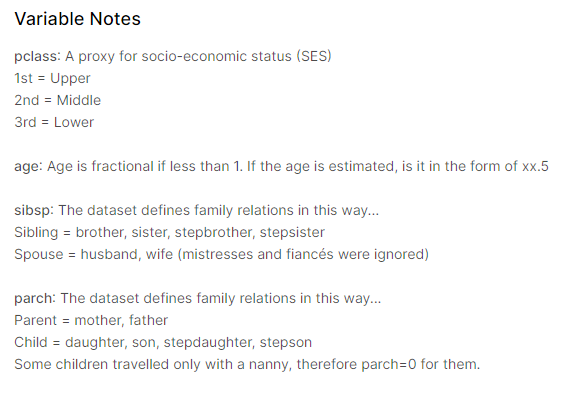 Variable Notes
pclass: A proxy for socio-economic status (SES)
1st = Upper
2nd = Middle
3rd = Lower
age: Age is fractional if less than 1. If the age is estimated, is it in the form of xx.5
sibsp: The dataset defines family relations in this way...
Sibling = brother, sister, stepbrother, stepsister
Spouse = husband, wife (mistresses and fiancés were ignored)
parch: The dataset defines family relations in this way...
Parent = mother, father
Child = daughter, son, stepdaughter, stepson
Some children travelled only with a nanny, therefore parch=0 for them.